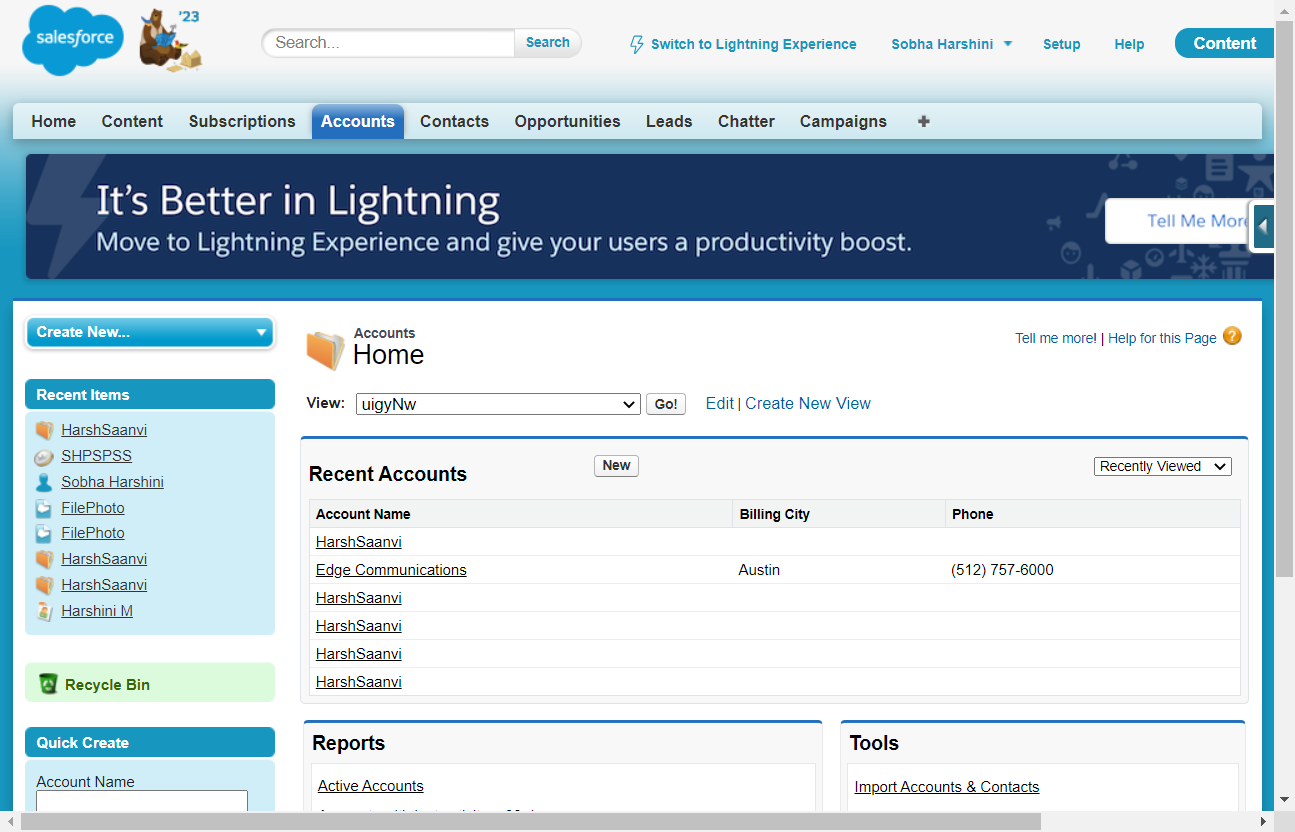 salesforce
'23
Search...
Search
Switch to Lightning Experience
Sobha Harshini
Setup
Help
Content
Home
Content
Subscriptions
Accounts
Contacts
Opportunities
Leads
Chatter
Campaigns
It's Better in Lightning
Move to Lightning Experience and give your users a productivity boost.
Tell Me More
Create New...
Recent Items
HarshSaanvi
SHPSPSS
Sobha Harshini
FilePhoto
FilePhoto
HarshSaanvi
HarshSaanvi
Harshini M
Recycle Bin
Quick Create
Account Name
Accounts
Home
Tell me more! | Help for this Page ?
View:
uigyNw
Go!
Edit | Create New View
Recent Accounts
New
Recently Viewed
Account Name Billing City Phone
HarshSaanvi
Edge Communications Austin (512) 757-6000
HarshSaanvi
HarshSaanvi
HarshSaanvi
HarshSaanvi
Reports
Active Accounts
Tools
Import Accounts & Contacts